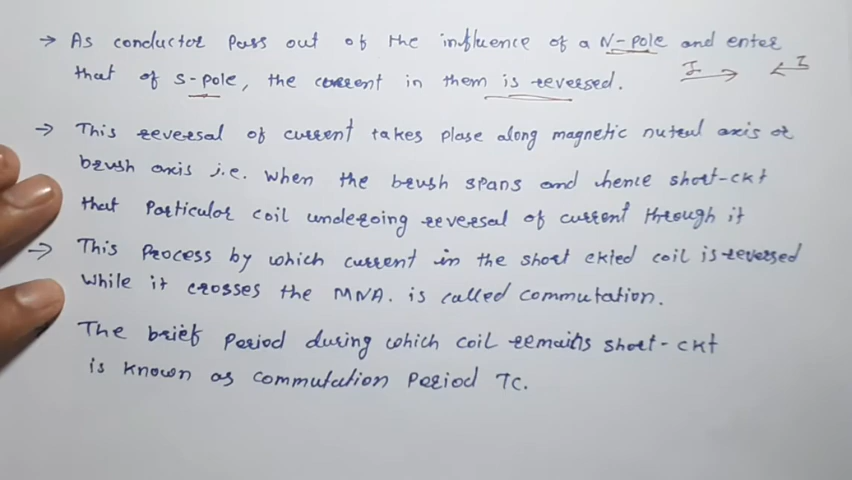 → As conductor pass out of the influence of a N-pole and enter
that of S-pole, the current in them is reversed. I → ← I
→ This reversal of current takes plase along magnetic nutrul axis or
brush axis i.e. when the brush spans and hence short-ckt
that Particular coil undergoing reversal of current through it
→ This Process by which current in the short ckted coil is reversed
while it crosses the MNA. is called commutation.
The brief Period during which coil remains short-ckt
is known as commutation Period Tc.